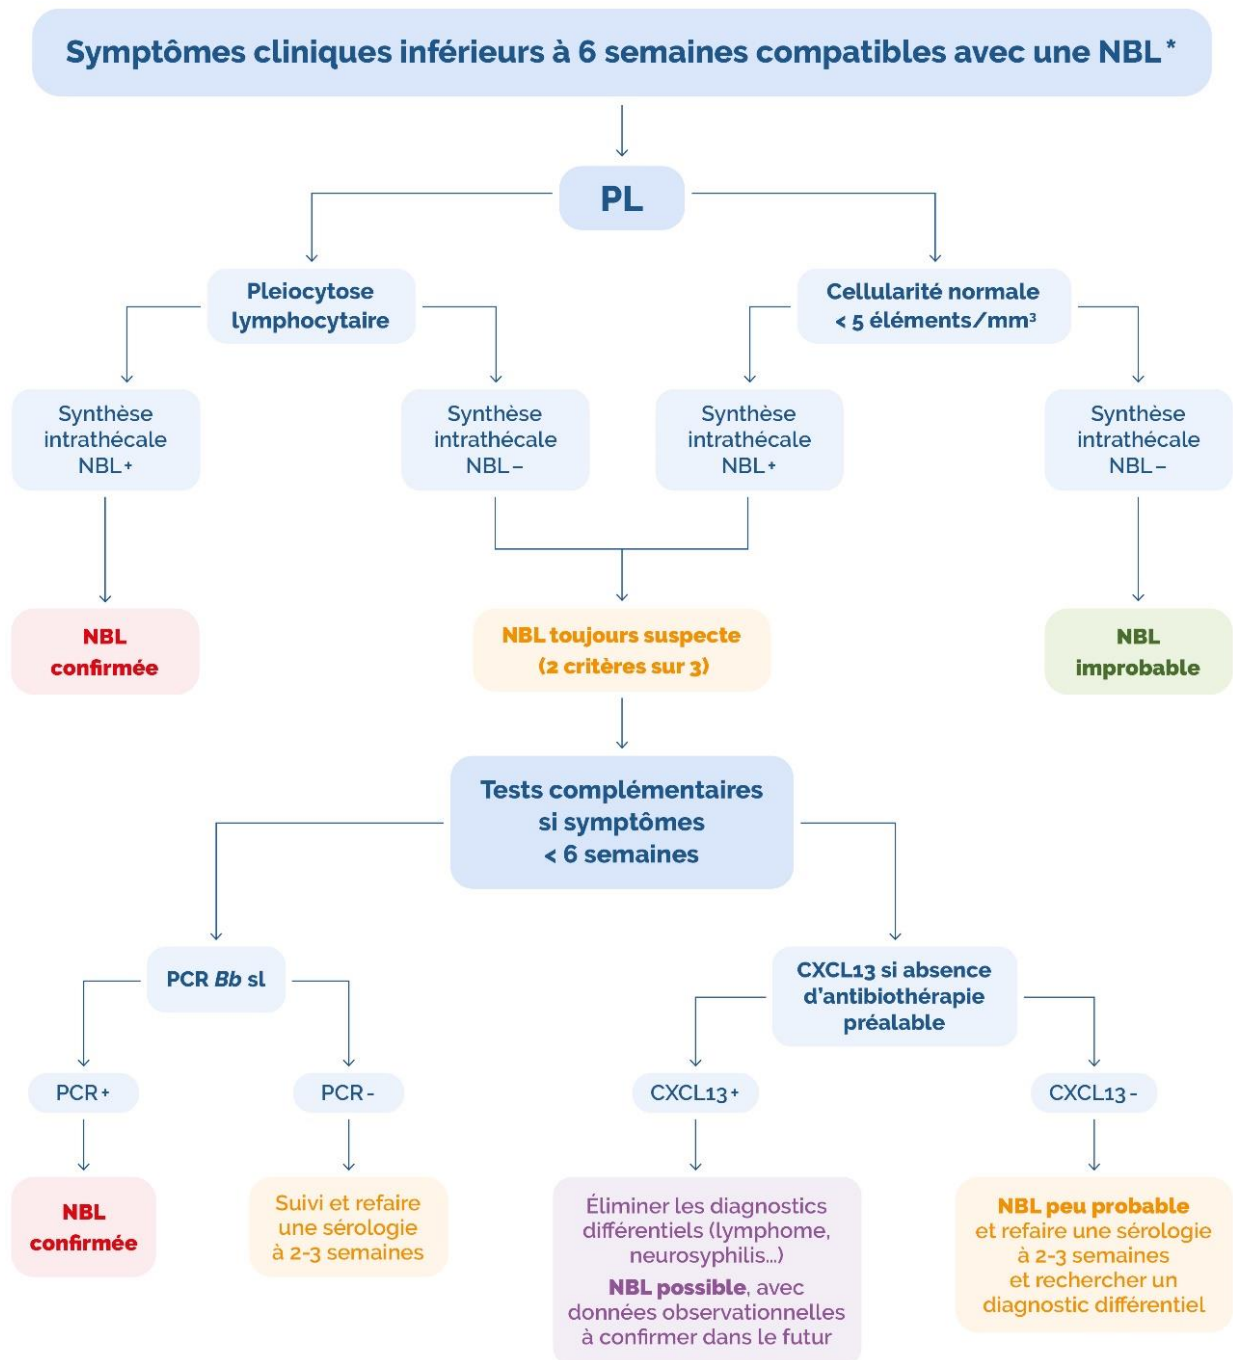 Symptômes cliniques inférieurs à 6 semaines compatibles avec une NBL*
PL
Pleiocytose
lymphocytaire
Cellularité normale
< 5 éléments/mm³
Synthèse
intrathécale
NBL+
Synthèse
intrathécale
NBL–
Synthèse
intrathécale
NBL+
Synthèse
intrathécale
NBL–
NBL
confirmée
NBL toujours suspecte
(2 critères sur 3)
NBL
improbable
Tests complémentaires
si symptômes
< 6 semaines
PCR Bb sl
CXCL13 si absence
d’antibiothérapie
préalable
PCR+
PCR-
CXCL13+
CXCL13-
NBL
confirmée
Suivi et refaire
une sérologie
à 2-3 semaines
Éliminer les diagnostics
différentiels (lymphome,
neurosyphilis...)
NBL possible, avec
données observationnelles
à confirmer dans le futur
NBL peu probable
et refaire une sérologie
à 2-3 semaines
et rechercher un
diagnostic différentiel